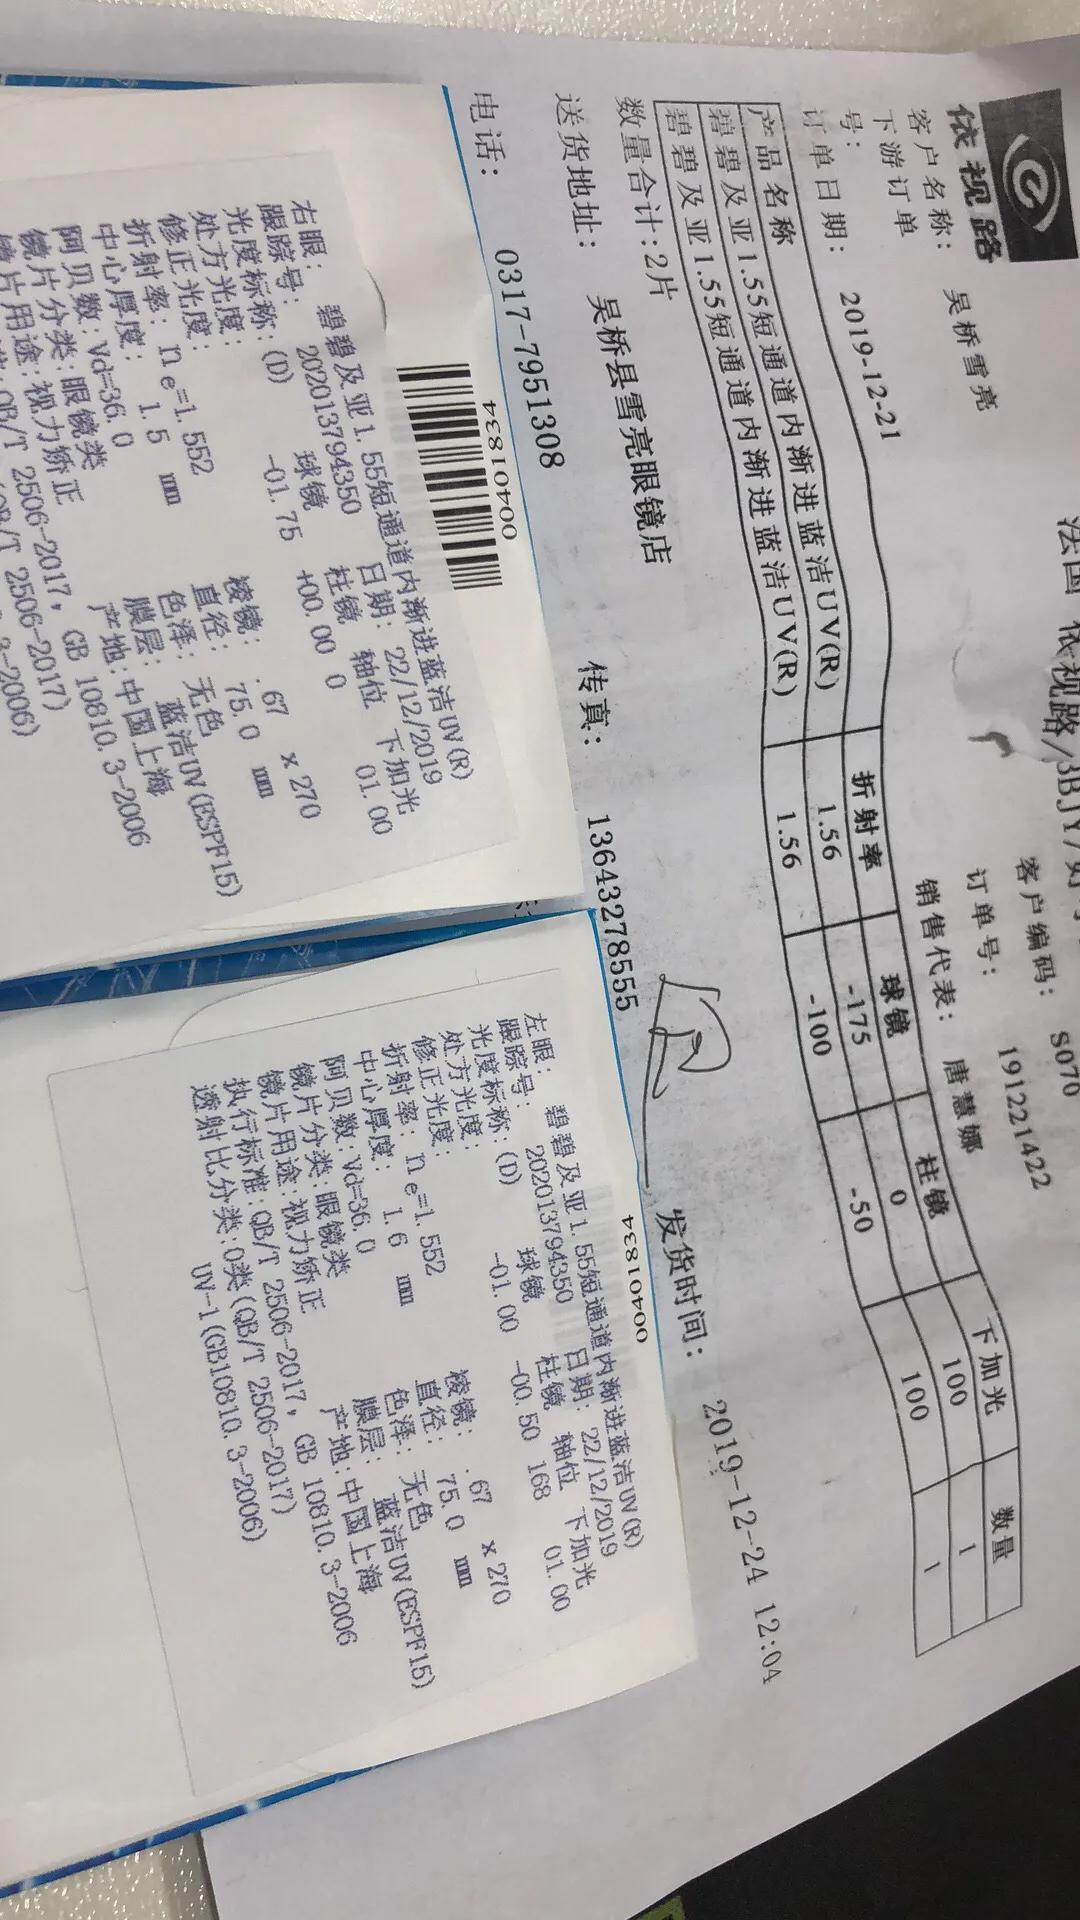 依视路
法国 依视路/
客户名称： 吴桥雪亮
客户编码： S070
下游订单号：
订单号： 191221422
订单日期： 2019-12-21
销售代表： 唐慧娜
产品名称 折射率 球镜 柱镜 下加光 数量
碧碧及亚1.55短通道内渐进蓝洁UV(R) 1.56 -175 0 100 1
碧碧及亚1.55短通道内渐进蓝洁UV(R) 1.56 -100 -50 100 1
数量合计：2片
送货地址： 吴桥县雪亮眼镜店
发货时间： 2019-12-24 12:04
电话： 0317-7951308
传真： 13643278555
00401834
右眼： 碧碧及亚1.55短通道内渐进蓝洁UV(R)
跟踪号： 202013794350 日期： 22/12/2019
光度标称：(D) 球镜 柱镜 轴位 下加光
处方光度： -01.75 +00.00 0 01.00
修正光度：
折射率：ne=1.552 棱镜： .67 x 270
中心厚度： 1.5 mm 直径： 75.0 mm
阿贝数：Vd=36.0 色泽： 无色
镜片分类：眼镜类 膜层： 蓝洁UV(ESPF15)
镜片用途：视力矫正 产地：中国上海
QB/T 2506-2017, GB 10810.3-2006
(QB/T 2506-2017)
3-2006)
00401834
左眼： 碧碧及亚1.55短通道内渐进蓝洁UV(R)
跟踪号： 202013794350 日期： 22/12/2019
光度标称：(D) 球镜 柱镜 轴位 下加光
处方光度： -01.00 -00.50 168 01.00
修正光度：
折射率：ne=1.552 棱镜： .67 x 270
中心厚度： 1.6 mm 直径： 75.0 mm
阿贝数：Vd=36.0 色泽： 无色
镜片分类：眼镜类 膜层： 蓝洁UV(ESPF15)
镜片用途：视力矫正 产地：中国上海
执行标准：QB/T 2506-2017, GB 10810.3-2006
透射比分类：0类(QB/T 2506-2017)
UV-1(GB10810.3-2006)